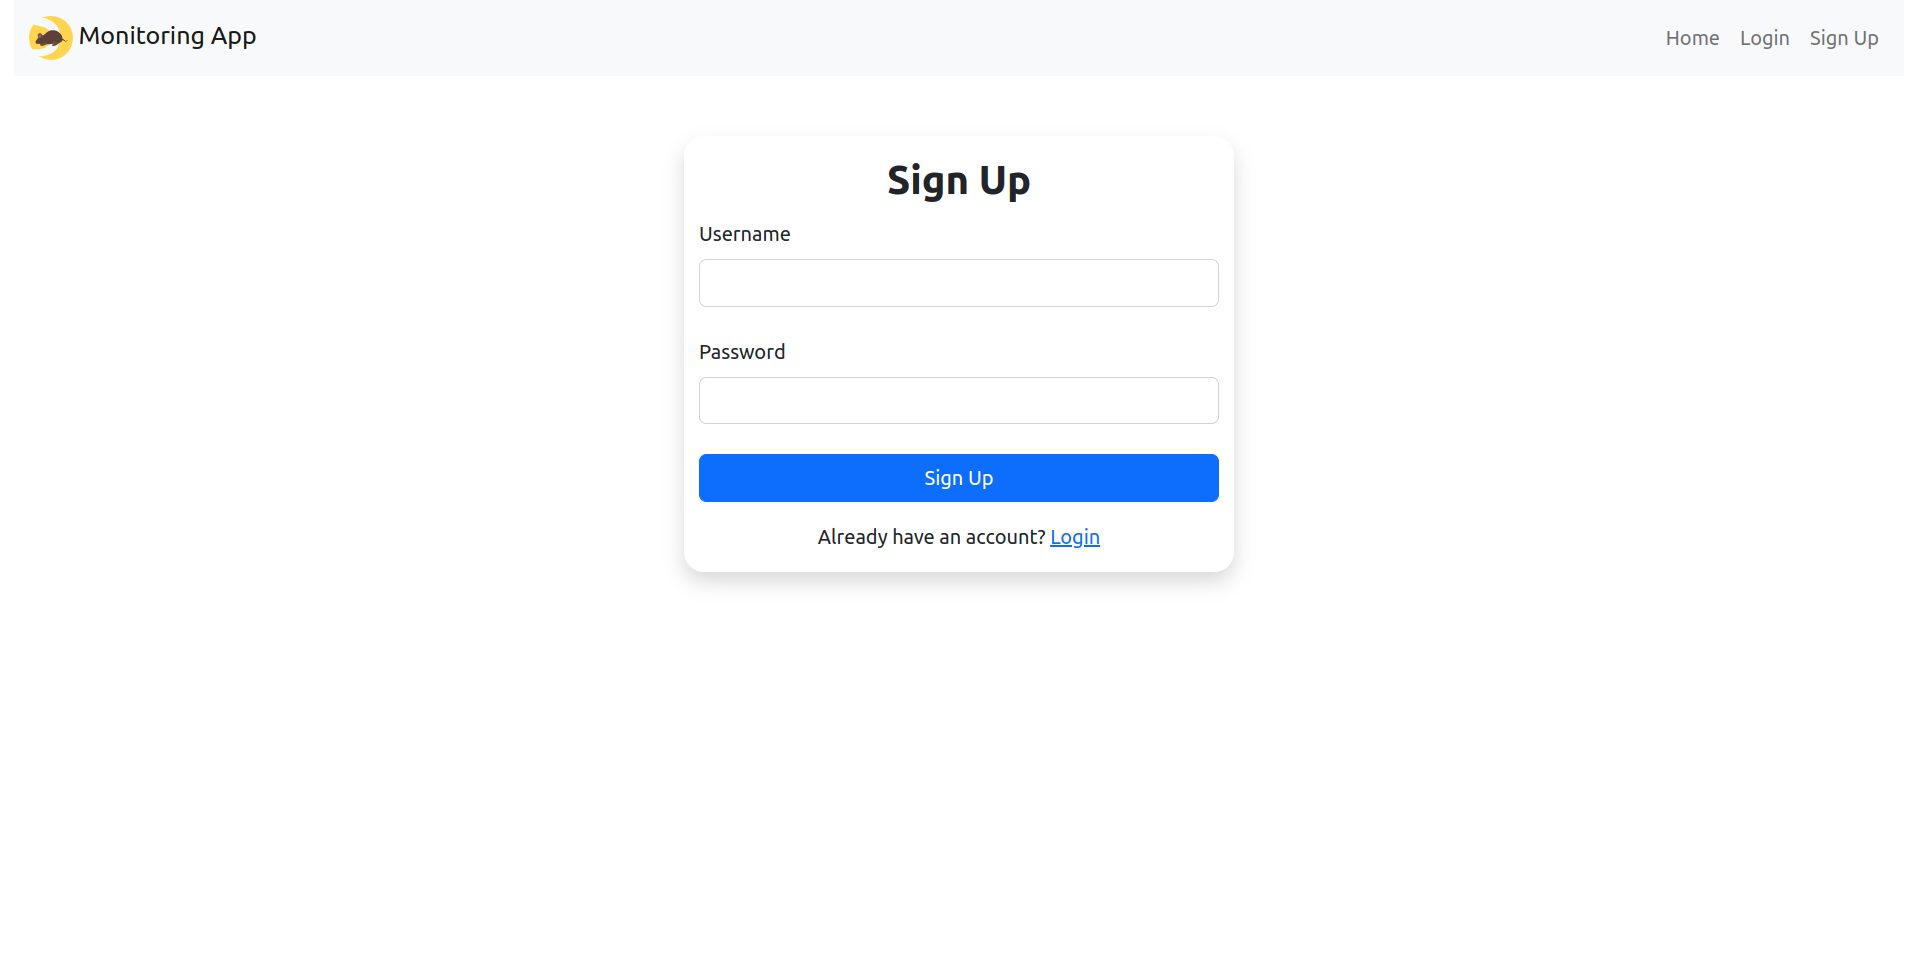 Monitoring App
Home Login Sign Up
Sign Up
Username
Password
Sign Up
Already have an account? Login